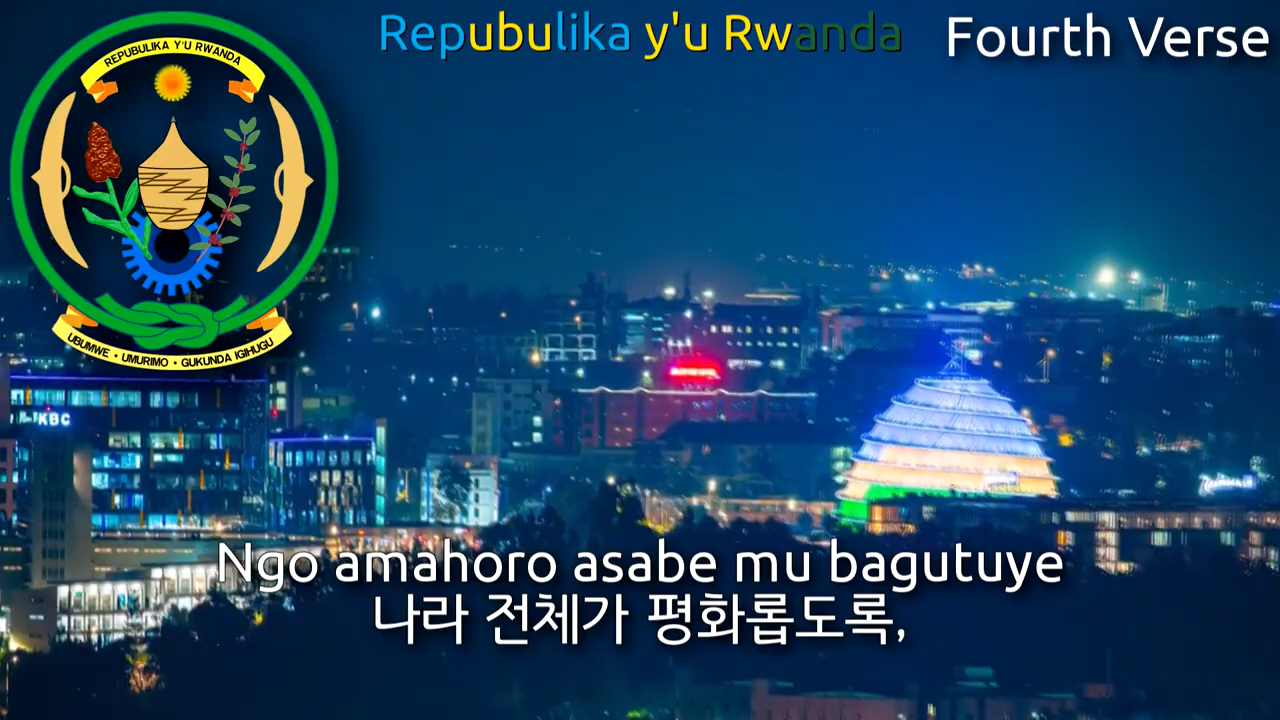 REPUBULIKA Y'U RWANDA
UBUMWE • UMURIMO • GUKUNDA IGIHUGU
Repubulika y'u Rwanda
Fourth Verse
KBC
Ngo amahoro asabe mu bagutuye
나라 전체가 평화롭도록,